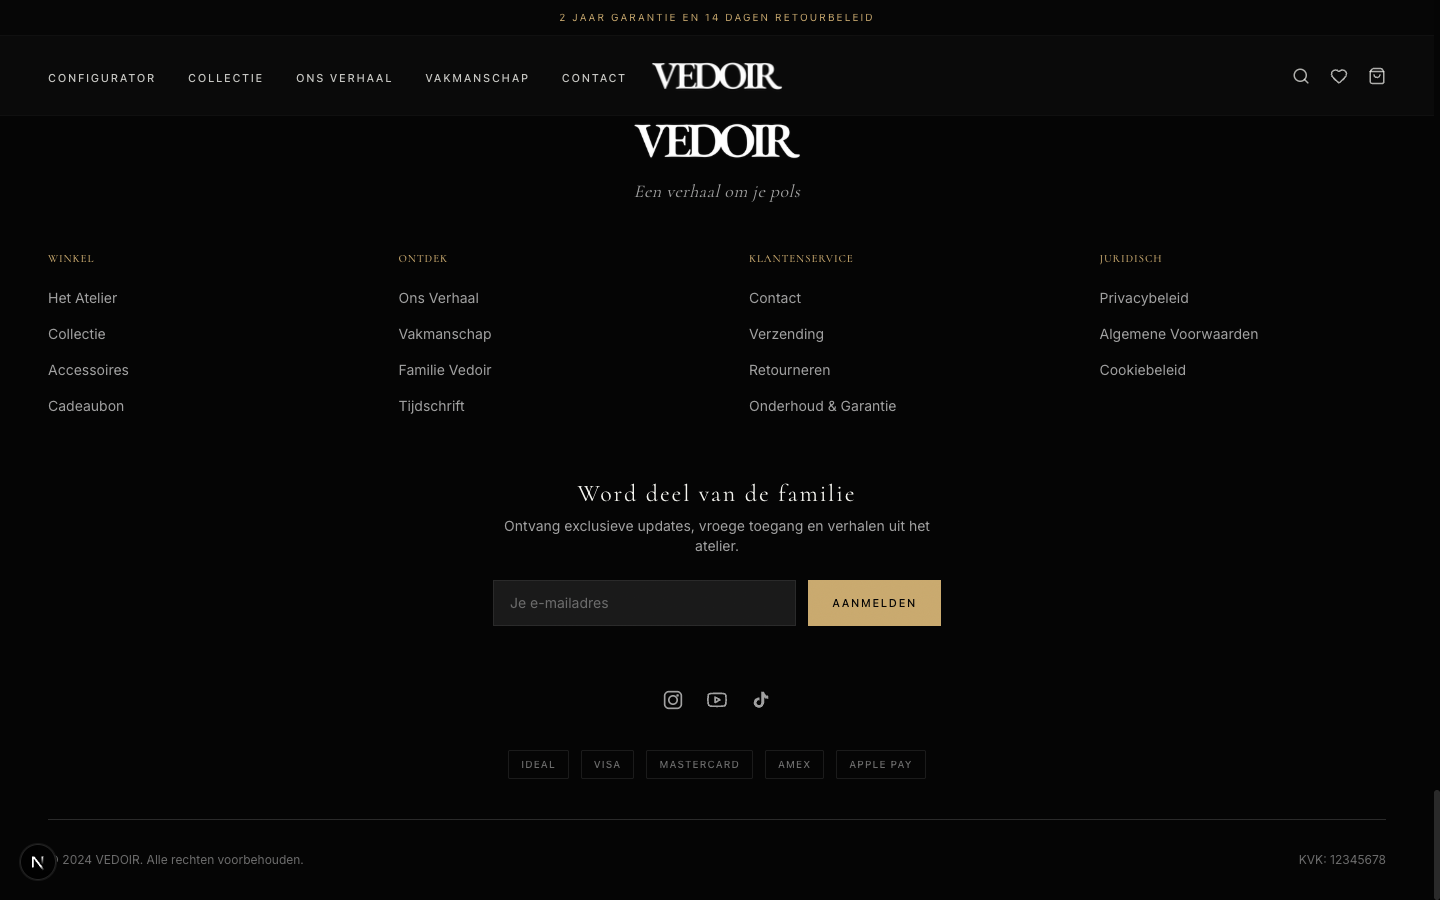 2 JAAR GARANTIE EN 14 DAGEN RETOURBELEID
CONFIGURATOR COLLECTIE ONS VERHAAL VAKMANSCHAP CONTACT VEDOIR
VEDOIR
Een verhaal om je pols
WINKEL ONTDEK KLANTENSERVICE JURIDISCH
Het Atelier Ons Verhaal Contact Privacybeleid
Collectie Vakmanschap Verzending Algemene Voorwaarden
Accessoires Familie Vedoir Retourneren Cookiebeleid
Cadeaubon Tijdschrift Onderhoud & Garantie
Word deel van de familie
Ontvang exclusieve updates, vroege toegang en verhalen uit het
atelier.
Je e-mailadres AANMELDEN
IDEAL VISA MASTERCARD AMEX APPLE PAY
N 2024 VEDOIR. Alle rechten voorbehouden. KVK: 12345678